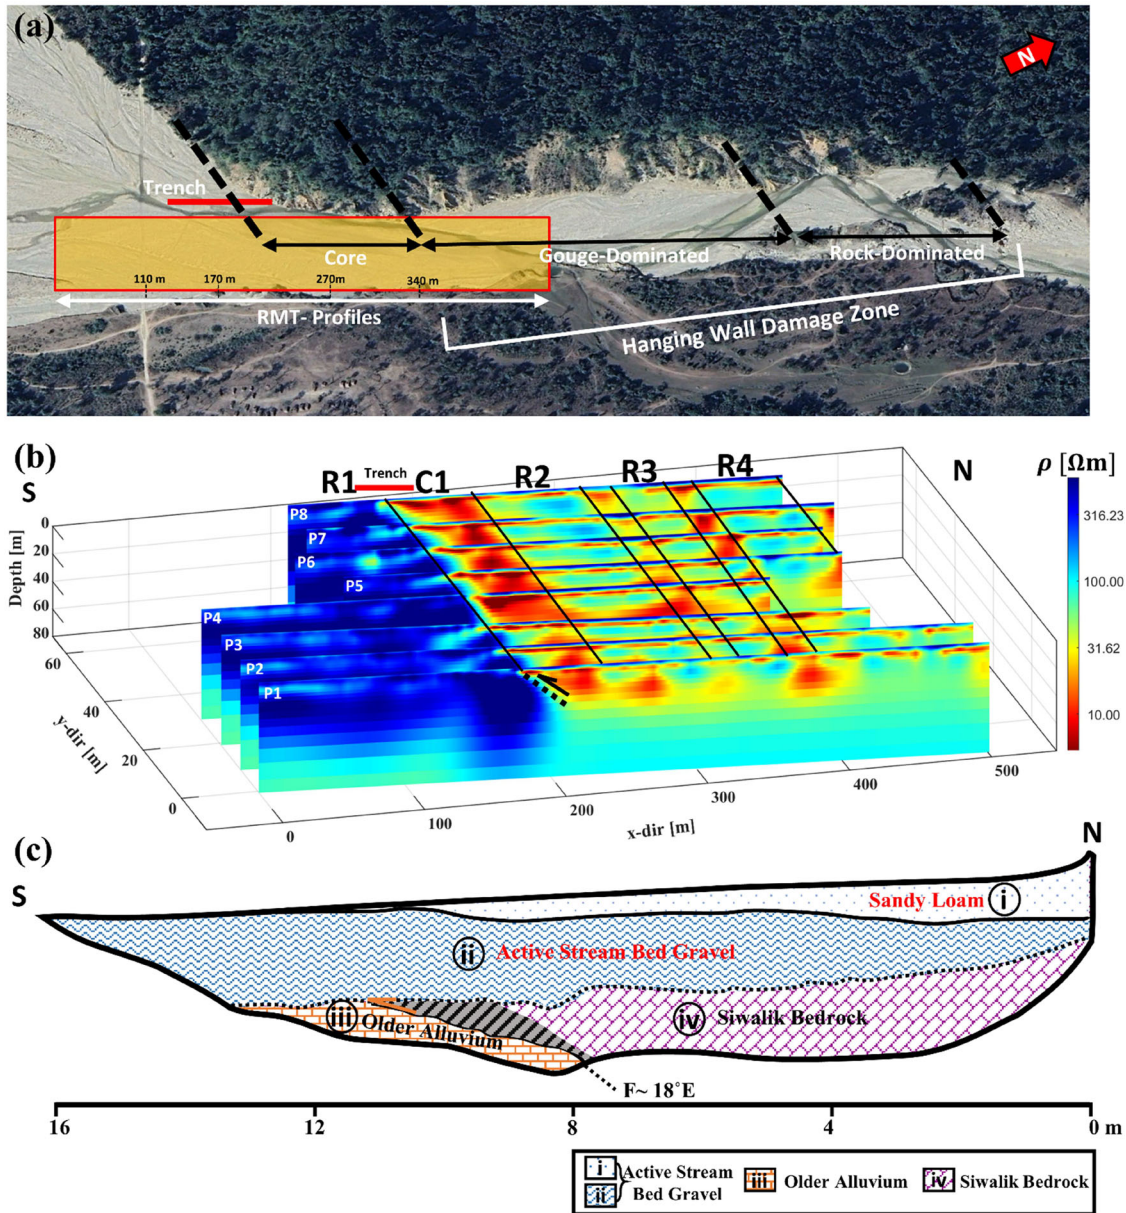 (a)
N
Trench
Core
Gouge-Dominated
Rock-Dominated
110 m
170 m
270 m
340 m
RMT- Profiles
Hanging Wall Damage Zone
(b)
S
R1
Trench
C1
R2
R3
R4
N
ρ [Ωm]
316.23
100.00
31.62
10.00
Depth [m]
0
20
40
60
80
P8
P7
P6
P5
P4
P3
P2
P1
60
40
20
0
y-dir [m]
0
100
200
300
400
500
x-dir [m]
(c)
S
N
Sandy Loam i
ii Active Stream Bed Gravel
iii Older Alluvium
iv Siwalik Bedrock
F~ 18°E
16
12
8
4
0 m
i
ii
Active Stream
Bed Gravel
iii Older Alluvium
iv Siwalik Bedrock